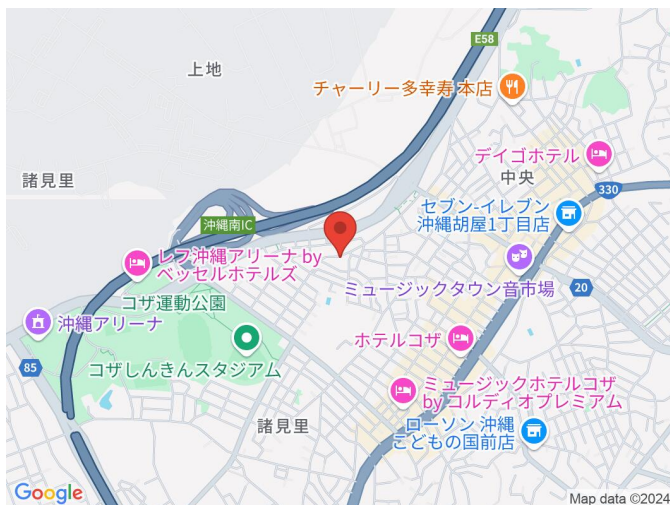 E58
上地
チャーリー多幸寿 本店
デイゴホテル
中央
諸見里
330
セブン-イレブン
沖縄胡屋1丁目店
沖縄南IC
レフ沖縄アリーナ by
ベッセルホテルズ
ミュージックタウン音市場
20
コザ運動公園
沖縄アリーナ
ホテルコザ
コザしんきんスタジアム
85
ミュージックホテルコザ
by コルディオプレミアム
諸見里
ローソン 沖縄
こどもの国前店
Google
Map data ©2024